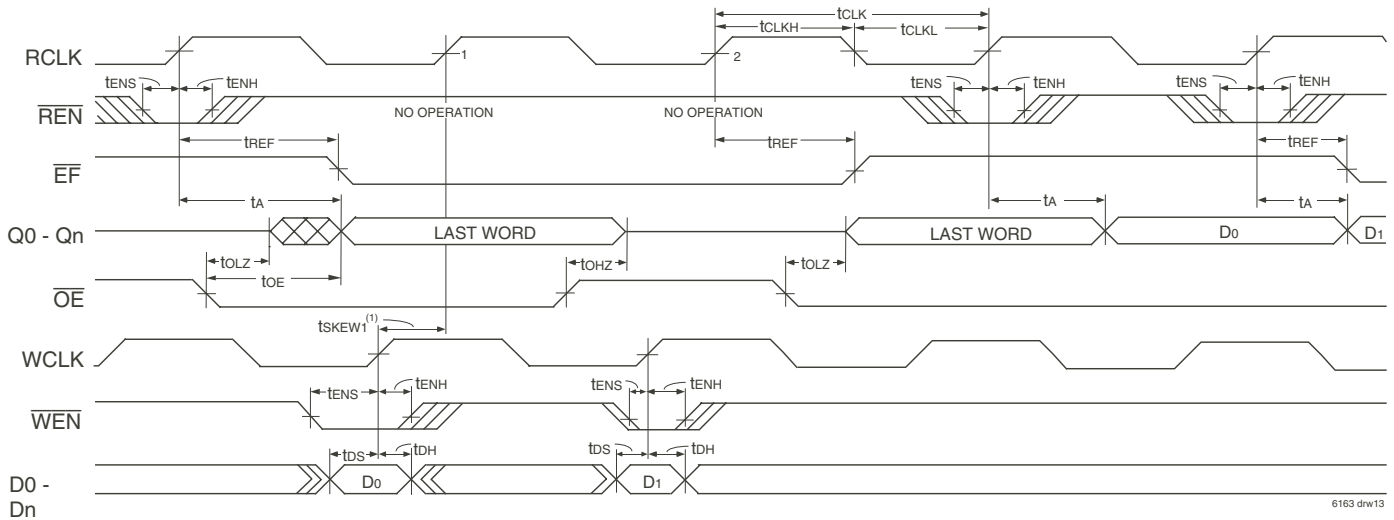 tCLK
tCLKH tCLKL
RCLK 1 2
tENS tENH tENS tENH tENS tENH
REN NO OPERATION NO OPERATION
tREF tREF tREF
EF
tA tA tA
Q0 - Qn LAST WORD LAST WORD D0 D1
tOLZ tOHZ tOLZ
tOE
OE
tSKEW1(1)
WCLK
tENS tENH tENS tENH
WEN
tDS tDH tDS tDH
D0 - Dn D0 D1
6163 drw13